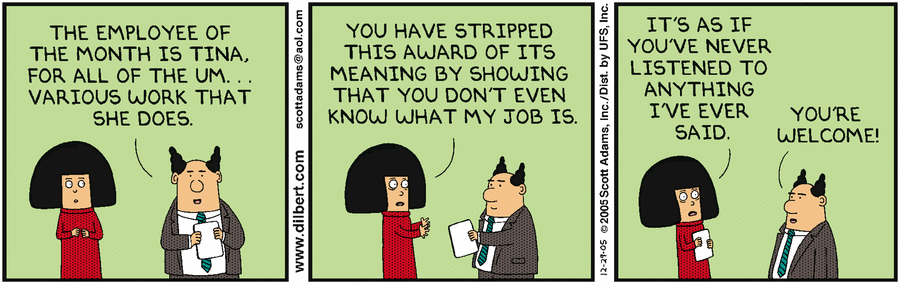 THE EMPLOYEE OF
THE MONTH IS TINA,
FOR ALL OF THE UM. . .
VARIOUS WORK THAT
SHE DOES.
www.dilbert.com
scottadams@aol.com
YOU HAVE STRIPPED
THIS AWARD OF ITS
MEANING BY SHOWING
THAT YOU DON'T EVEN
KNOW WHAT MY JOB IS.
12-29-05 ©2005 Scott Adams, Inc./Dist. by UFS, Inc.
IT'S AS IF
YOU'VE NEVER
LISTENED TO
ANYTHING
I'VE EVER
SAID.
YOU'RE
WELCOME!